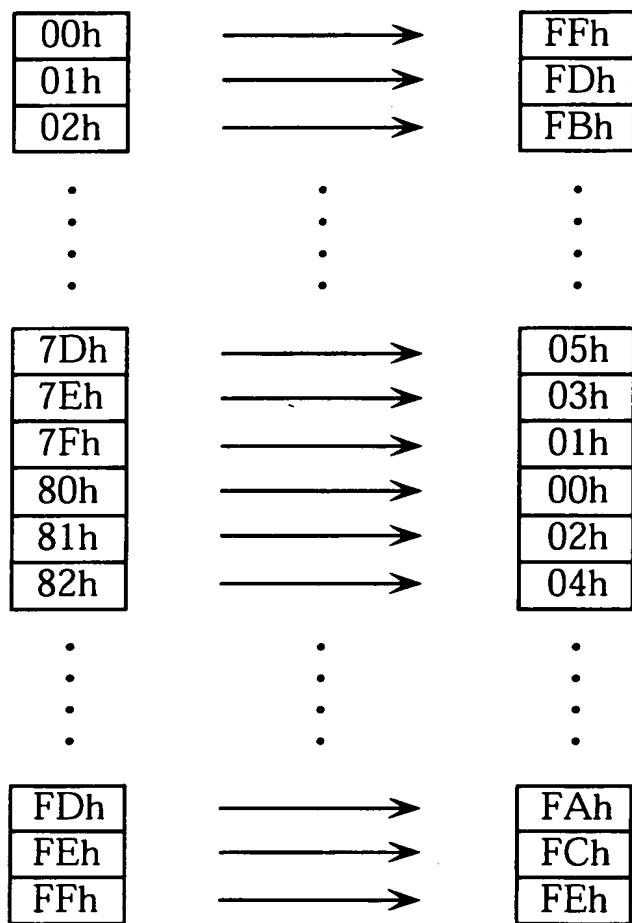 00h FFh
01h FDh
02h FBh
7Dh 05h
7Eh 03h
7Fh 01h
80h 00h
81h 02h
82h 04h
FDh FAh
FEh FCh
FFh FEh